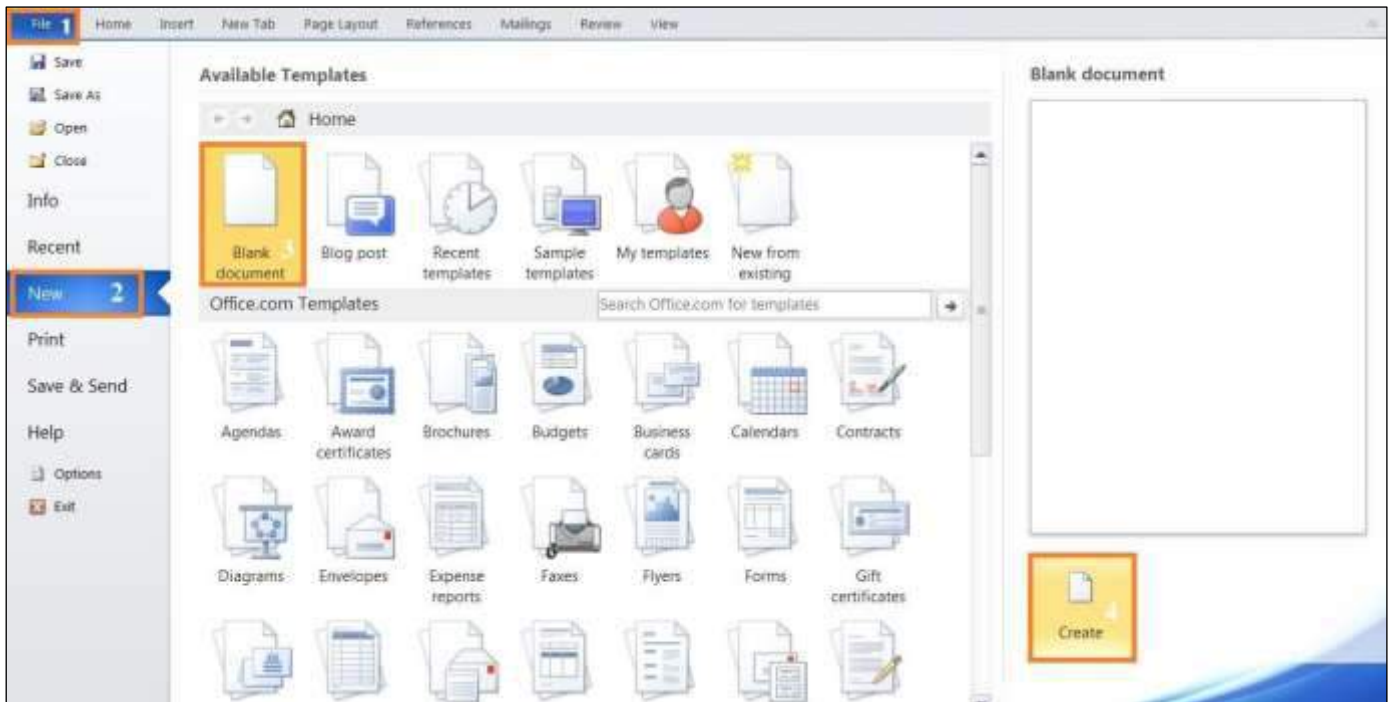 File 1 Home Insert New Tab Page Layout References Mailings Review View
Save
Save As
Open
Close
Info
Recent
New 2
Print
Save & Send
Help
Options
Exit
Available Templates
Home
Blank document 3
Blog post
Recent templates
Sample templates
My templates
New from existing
Office.com Templates
Search Office.com for templates
Agendas
Award certificates
Brochures
Budgets
Business cards
Calendars
Contracts
Diagrams
Envelopes
Expense reports
Faxes
Flyers
Forms
Gift certificates
Blank document
4
Create